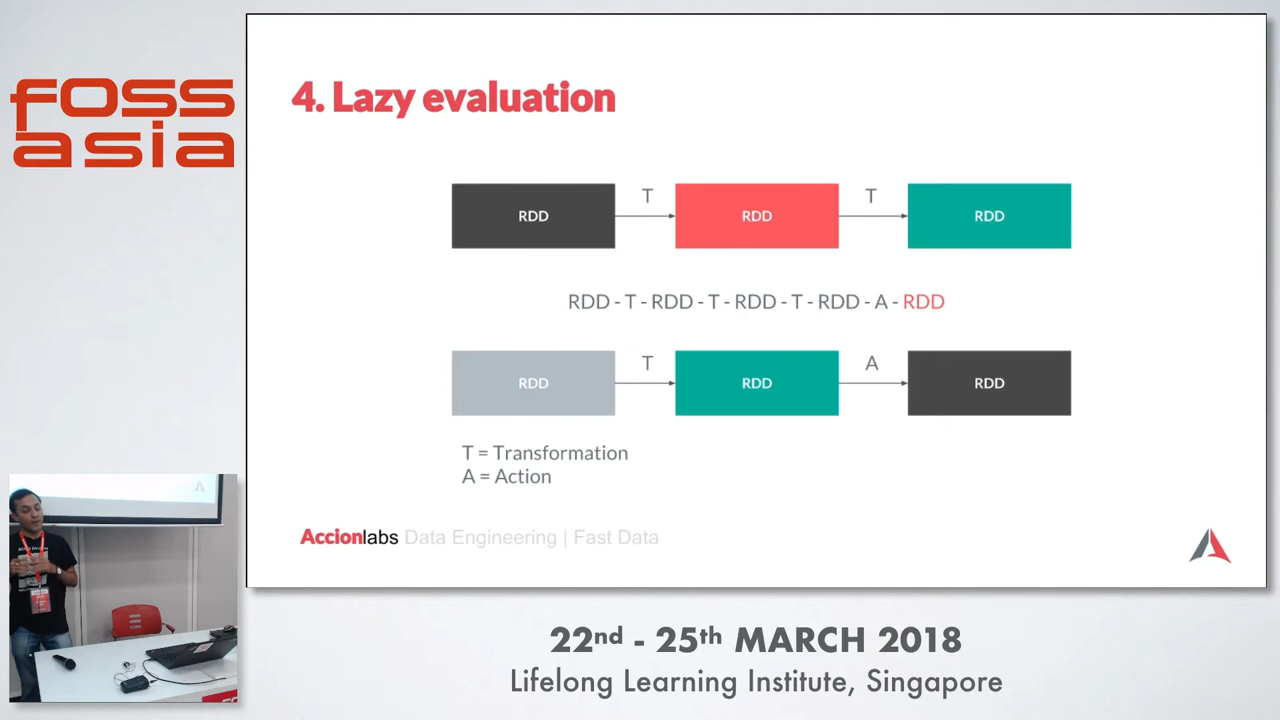 foss
asia
4. Lazy evaluation
RDD T RDD T RDD
RDD - T - RDD - T - RDD - T - RDD - A - RDD
RDD T RDD A RDD
T = Transformation
A = Action
Accionlabs Data Engineering | Fast Data
22nd - 25th MARCH 2018
Lifelong Learning Institute, Singapore